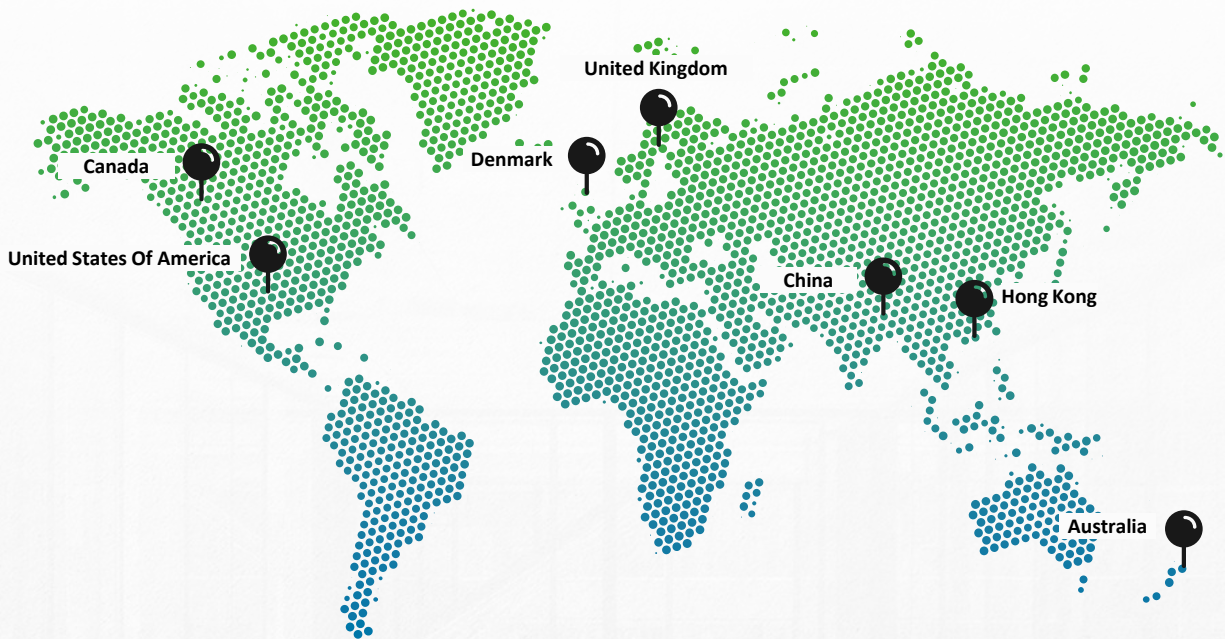 United Kingdom
Denmark
Canada
United States Of America
China
Hong Kong
Australia